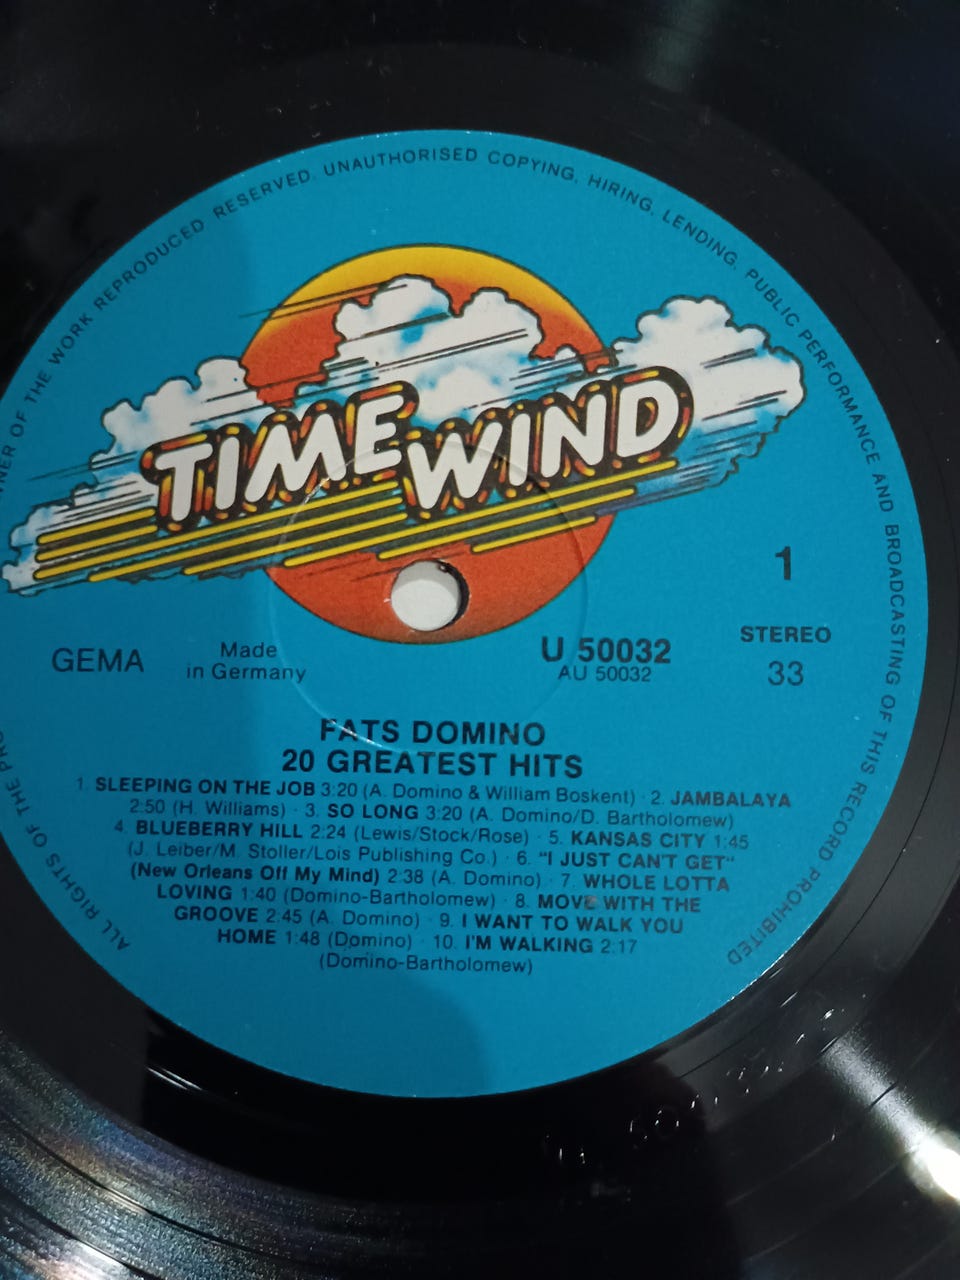 ALL RIGHTS OF THE PRO
NER OF THE WORK REPRODUCED RESERVED. UNAUTHORISED COPYING, HIRING, LENDING, PUBLIC PERFORMANCE AND BROADCASTING OF THIS RECORD PROHIBITED
TIME WIND
1
STEREO
33
GEMA
Made
in Germany
U 50032
AU 50032
FATS DOMINO
20 GREATEST HITS
1. SLEEPING ON THE JOB 3:20 (A. Domino & William Boskent) · 2. JAMBALAYA
2:50 (H. Williams) · 3. SO LONG 3:20 (A. Domino/D. Bartholomew)
4. BLUEBERRY HILL 2:24 (Lewis/Stock/Rose) · 5. KANSAS CITY 1:45
(J. Leiber/M. Stoller/Lois Publishing Co.) · 6. "I JUST CAN'T GET"
(New Orleans Off My Mind) 2:38 (A. Domino) · 7. WHOLE LOTTA
LOVING 1:40 (Domino-Bartholomew) · 8. MOVE WITH THE
GROOVE 2:45 (A. Domino) · 9. I WANT TO WALK YOU
HOME 1:48 (Domino) · 10. I'M WALKING 2:17
(Domino-Bartholomew)